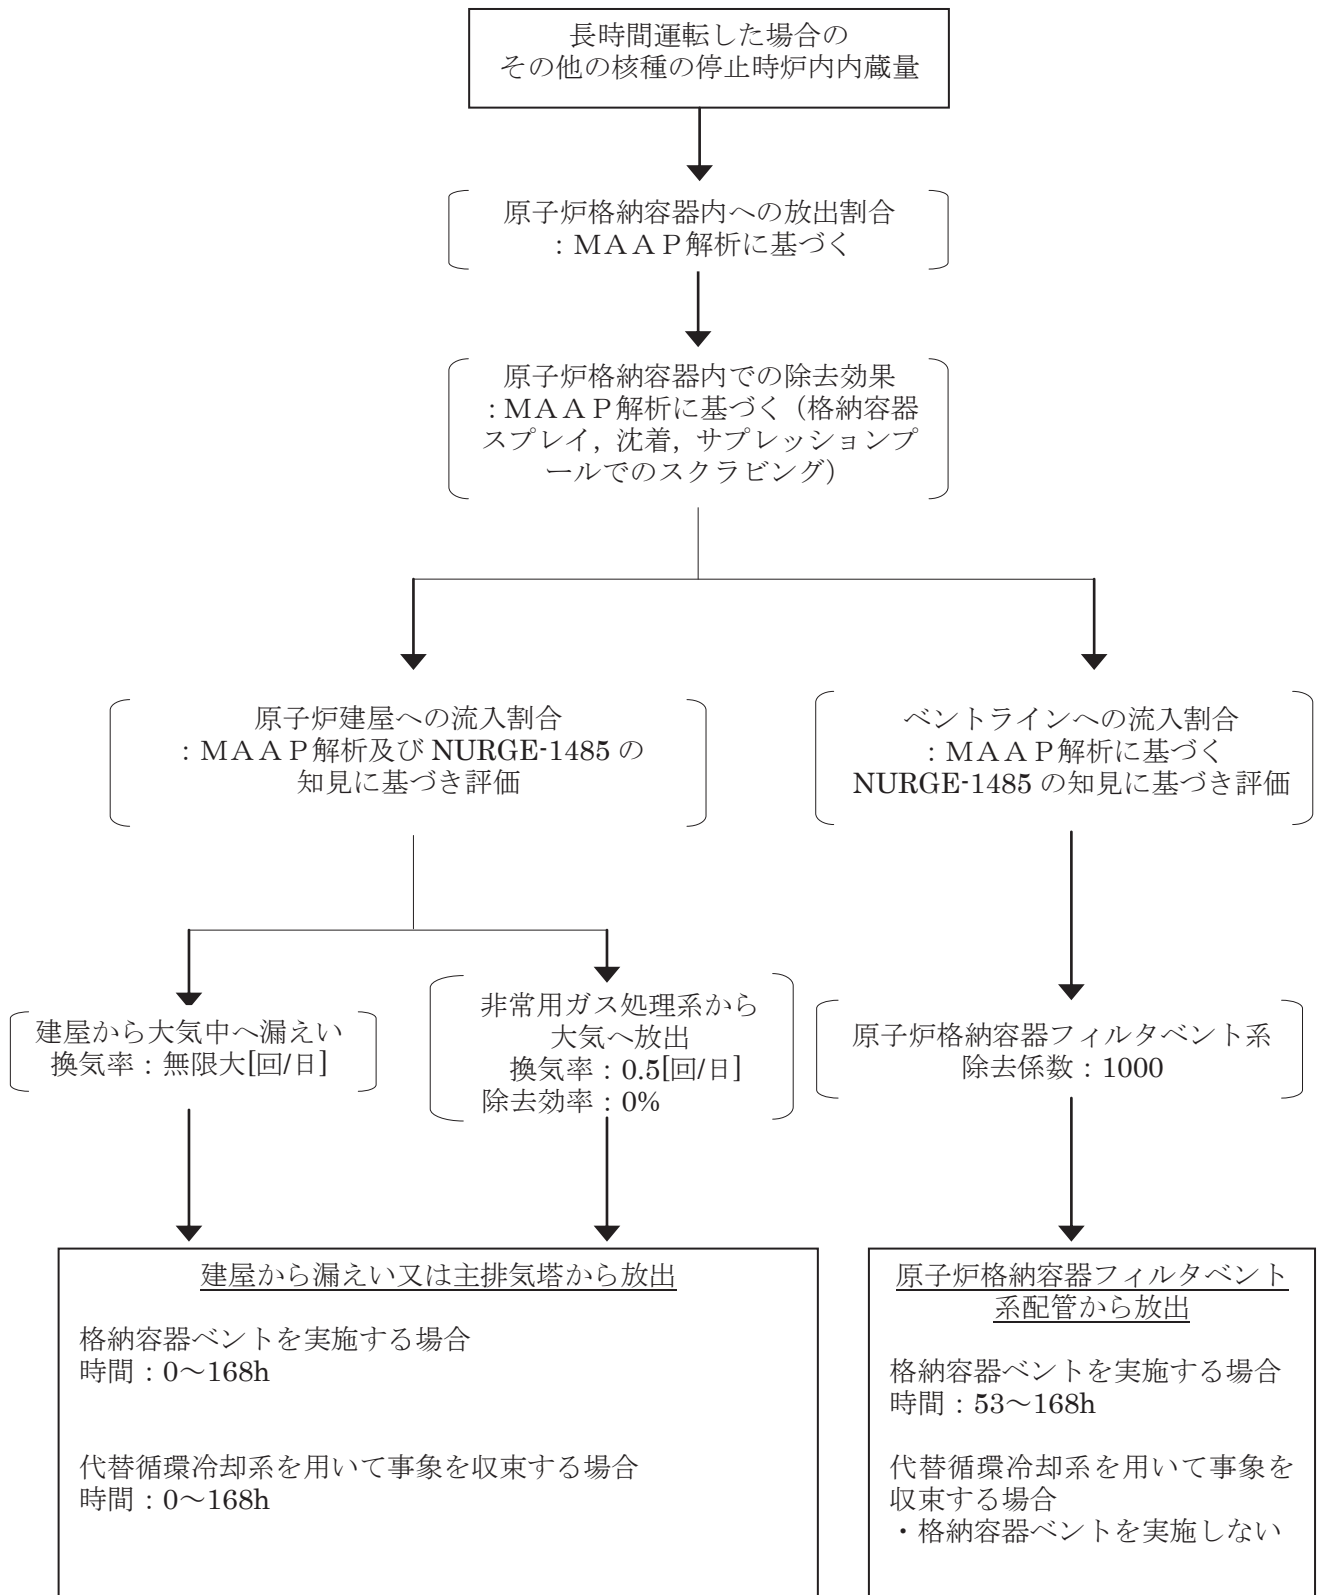 長時間運転した場合の
その他の核種の停止時炉内内蔵量
原子炉格納容器内への放出割合
：ＭＡＡＰ解析に基づく
原子炉格納容器内での除去効果
：ＭＡＡＰ解析に基づく（格納容器
スプレイ，沈着，サプレッションプ
ールでのスクラビング）
原子炉建屋への流入割合
：ＭＡＡＰ解析及び NURGE-1485 の
知見に基づき評価
ベントラインへの流入割合
：ＭＡＡＰ解析に基づく
NURGE-1485 の知見に基づき評価
建屋から大気中へ漏えい
換気率：無限大[回/日]
非常用ガス処理系から
大気へ放出
換気率：0.5[回/日]
除去効率：0%
原子炉格納容器フィルタベント系
除去係数：1000
建屋から漏えい又は主排気塔から放出
格納容器ベントを実施する場合
時間：0～168h
代替循環冷却系を用いて事象を収束する場合
時間：0～168h
原子炉格納容器フィルタベント
系配管から放出
格納容器ベントを実施する場合
時間：53～168h
代替循環冷却系を用いて事象を
収束する場合
・格納容器ベントを実施しない